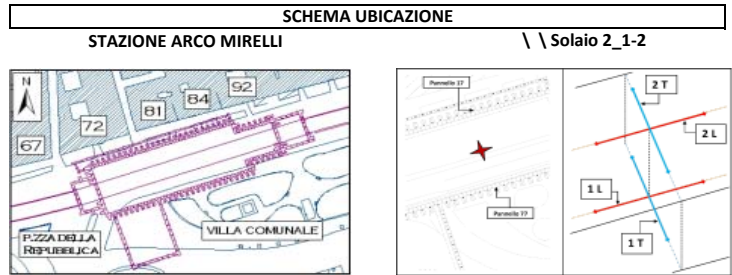 SCHEMA UBICAZIONE
STAZIONE ARCO MIRELLI
\ \ Solaio 2_1-2
N
92
84
81
72
67
P.ZZA DELLA
REPUBBLICA
VILLA COMUNALE
Pannello 17
Pannello 77
2 T
2 L
1 L
1 T